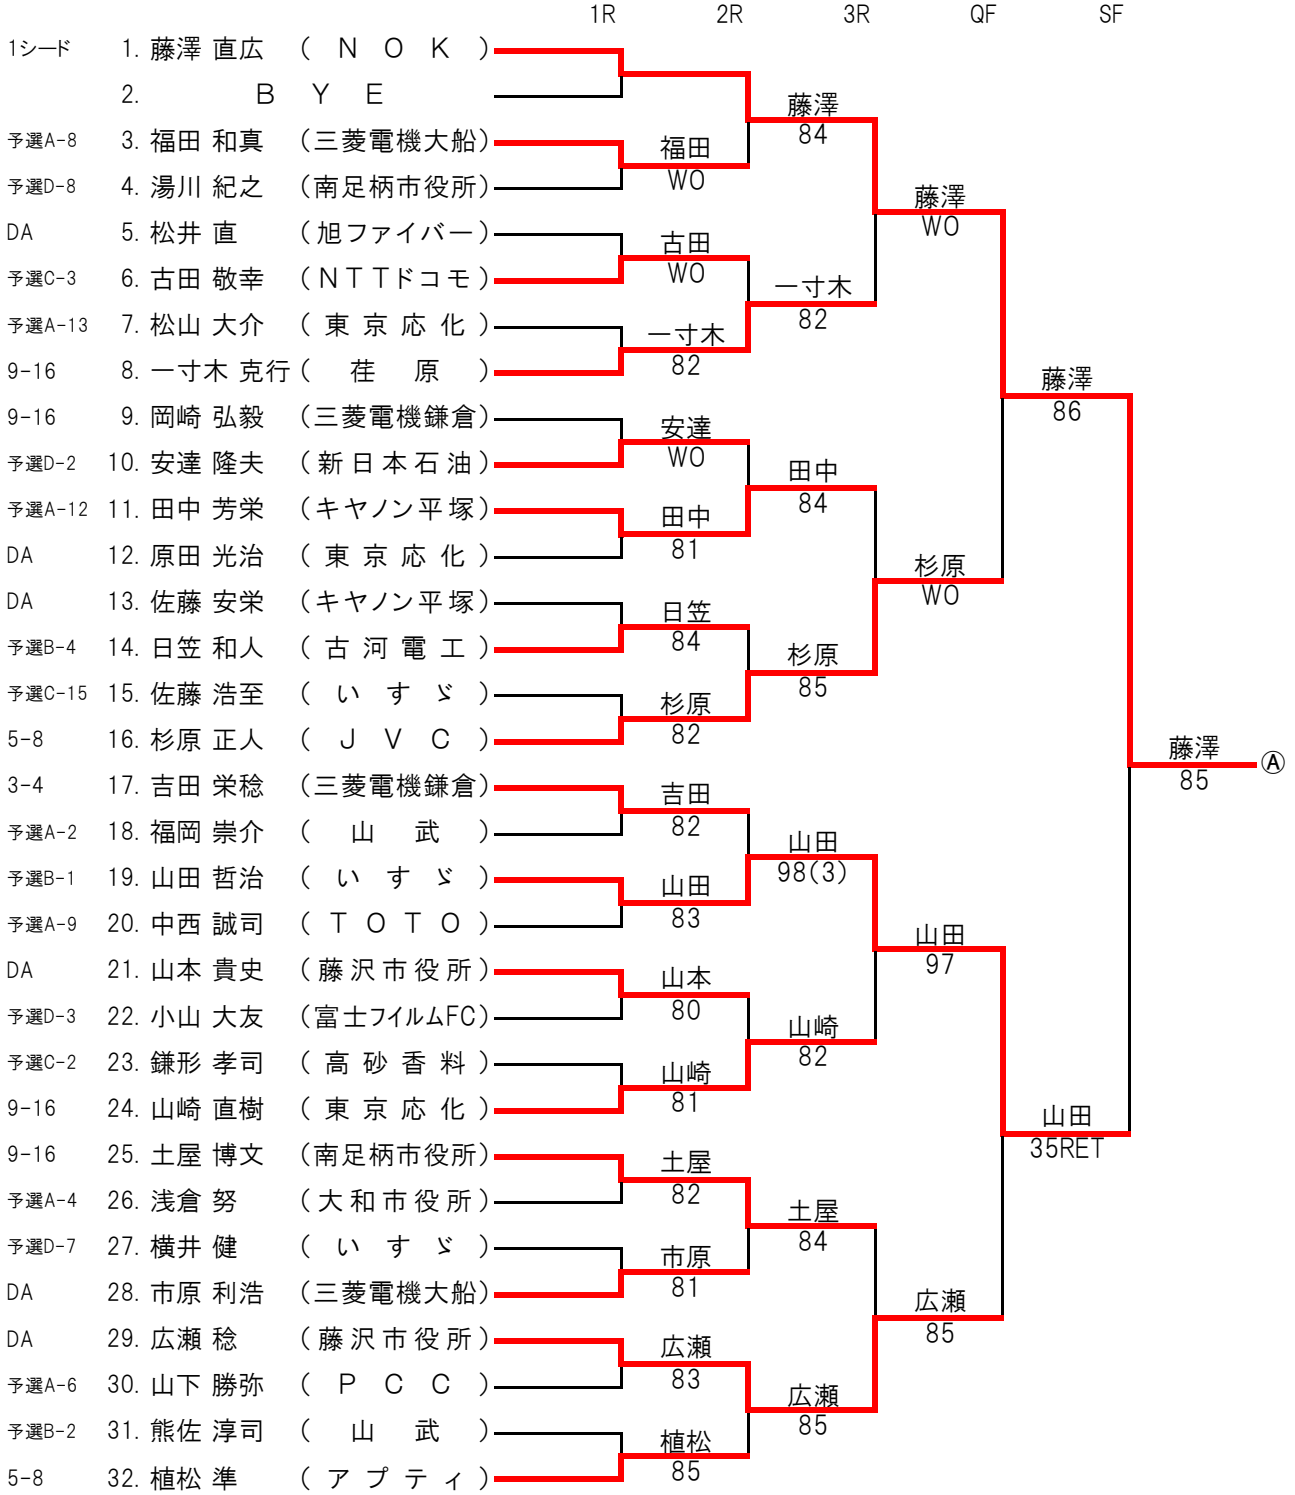 1R 2R 3R QF SF
1シード 1. 藤澤 直広 (NOK)
2. BYE
藤澤
84
予選A-8 3. 福田 和真 (三菱電機大船)
福田
WO
予選D-8 4. 湯川 紀之 (南足柄市役所)
藤澤
WO
DA 5. 松井 直 (旭ファイバー)
古田
WO
予選C-3 6. 古田 敬幸 (NTTドコモ)
一寸木
82
予選A-13 7. 松山 大介 (東京応化)
一寸木
82
9-16 8. 一寸木 克行 (荏原)
藤澤
86
9-16 9. 岡崎 弘毅 (三菱電機鎌倉)
安達
WO
予選D-2 10. 安達 隆夫 (新日本石油)
田中
84
予選A-12 11. 田中 芳栄 (キヤノン平塚)
田中
81
DA 12. 原田 光治 (東京応化)
杉原
WO
DA 13. 佐藤 安栄 (キヤノン平塚)
日笠
84
予選B-4 14. 日笠 和人 (古河電工)
杉原
85
予選C-15 15. 佐藤 浩至 (いすゞ)
杉原
82
5-8 16. 杉原 正人 (JVC)
藤澤
85
Ⓐ
3-4 17. 吉田 栄稔 (三菱電機鎌倉)
吉田
82
予選A-2 18. 福岡 崇介 (山武)
山田
98(3)
予選B-1 19. 山田 哲治 (いすゞ)
山田
83
予選A-9 20. 中西 誠司 (TOTO)
山田
97
DA 21. 山本 貴史 (藤沢市役所)
山本
80
予選D-3 22. 小山 大友 (富士フイルムFC)
山崎
82
予選C-2 23. 鎌形 孝司 (高砂香料)
山崎
81
9-16 24. 山崎 直樹 (東京応化)
山田
35RET
9-16 25. 土屋 博文 (南足柄市役所)
土屋
82
予選A-4 26. 浅倉 努 (大和市役所)
土屋
84
予選D-7 27. 横井 健 (いすゞ)
市原
81
DA 28. 市原 利浩 (三菱電機大船)
広瀬
85
DA 29. 広瀬 稔 (藤沢市役所)
広瀬
83
予選A-6 30. 山下 勝弥 (PCC)
広瀬
85
予選B-2 31. 熊佐 淳司 (山武)
植松
85
5-8 32. 植松 準 (アプティ)